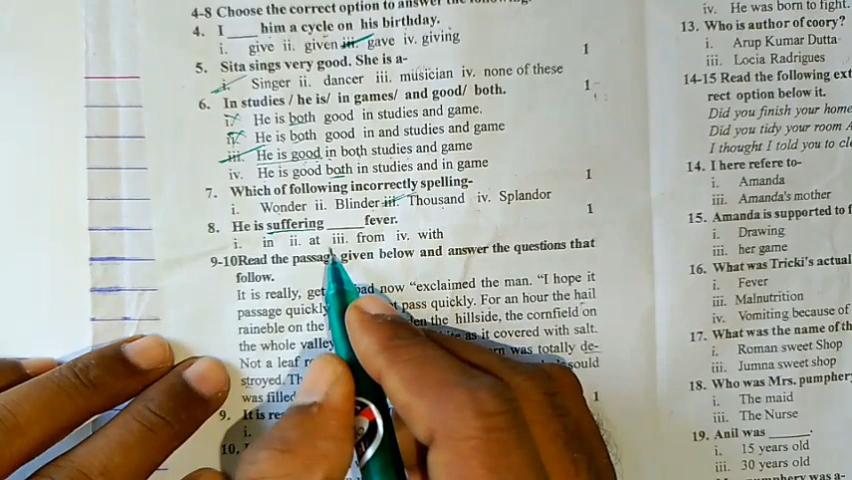 4-8 Choose the correct option to answer the following:
4. I ____ him a cycle on his birthday.
i. give ii. given iii. gave iv. giving
5. Sita sings very good. She is a- 1
i. Singer ii. dancer iii. musician iv. none of these
6. In studies / he is/ in games/ and good/ both. 1
i. He is both good in studies and game.
ii. He is both good in and studies and game
iii. He is good in both studies and game
iv. He is good both in studies and in game
7. Which of following incorrectly spelling- 1
i. Wonder ii. Blinder iii. Thousand iv. Splandor
8. He is suffering ____ fever. 1
i. in ii. at iii. from iv. with
9-10Read the passage given below and answer the questions that
follow.
It is really, get bad now “exclaimed the man. “I hope it
passage quickly pass quickly. For an hour the hail
raineble on the the hillside, the cornfield on
the whole valley as it covered with salt.
Not a leaf was totally de-
stroyed. Th sould
was filled 1
9. It is re
i.
10.
iv. He was born to fight.
13. Who is author of coory?
i. Arup Kumar Dutta
iii. Locia Radrigues
14-15 Read the following ext
rect option below it.
Did you finish your home
Did you tidy your room A
I thought I told you to cle
14. I here refere to-
i. Amanda
iii. Amanda's mother
15. Amanda is supported to f
i. Drawing
iii. her game
16. What was Tricki's actual
i. Fever
iii. Malnutrition
iv. Vomiting because of
17. What was the name of th
i. Roman sweet Shop
iii. Jumna sweet shop
18. Who was Mrs. pumphery
i. The maid
iii. The Nurse
19. Anil was ____.
i. 15 years old
iii. 30 years old
pumphery was a-